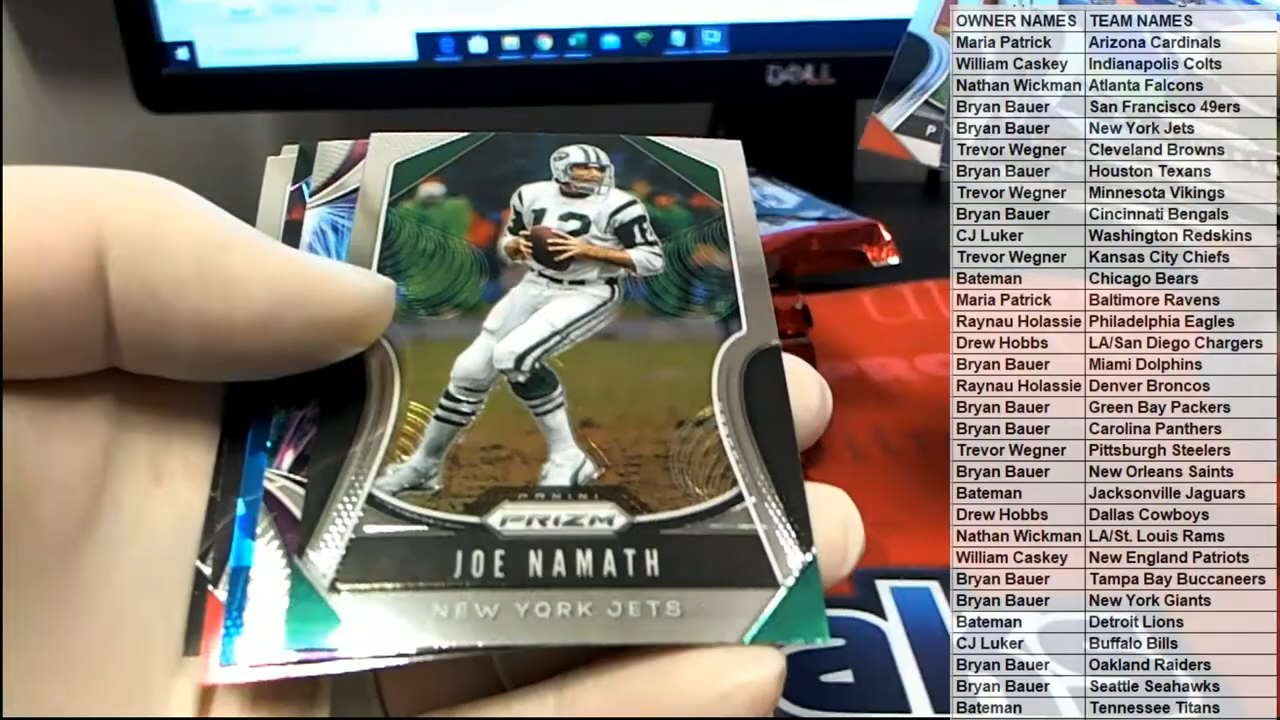 DELL
12
12
PANINI
PRIZM
JOE NAMATH
NEW YORK JETS
OWNER NAMES TEAM NAMES
Maria Patrick Arizona Cardinals
William Caskey Indianapolis Colts
Nathan Wickman Atlanta Falcons
Bryan Bauer San Francisco 49ers
Bryan Bauer New York Jets
Trevor Wegner Cleveland Browns
Bryan Bauer Houston Texans
Trevor Wegner Minnesota Vikings
Bryan Bauer Cincinnati Bengals
CJ Luker Washington Redskins
Trevor Wegner Kansas City Chiefs
Bateman Chicago Bears
Maria Patrick Baltimore Ravens
Raynau Holassie Philadelphia Eagles
Drew Hobbs LA/San Diego Chargers
Bryan Bauer Miami Dolphins
Raynau Holassie Denver Broncos
Bryan Bauer Green Bay Packers
Bryan Bauer Carolina Panthers
Trevor Wegner Pittsburgh Steelers
Bryan Bauer New Orleans Saints
Bateman Jacksonville Jaguars
Drew Hobbs Dallas Cowboys
Nathan Wickman LA/St. Louis Rams
William Caskey New England Patriots
Bryan Bauer Tampa Bay Buccaneers
Bryan Bauer New York Giants
Bateman Detroit Lions
CJ Luker Buffalo Bills
Bryan Bauer Oakland Raiders
Bryan Bauer Seattle Seahawks
Bateman Tennessee Titans